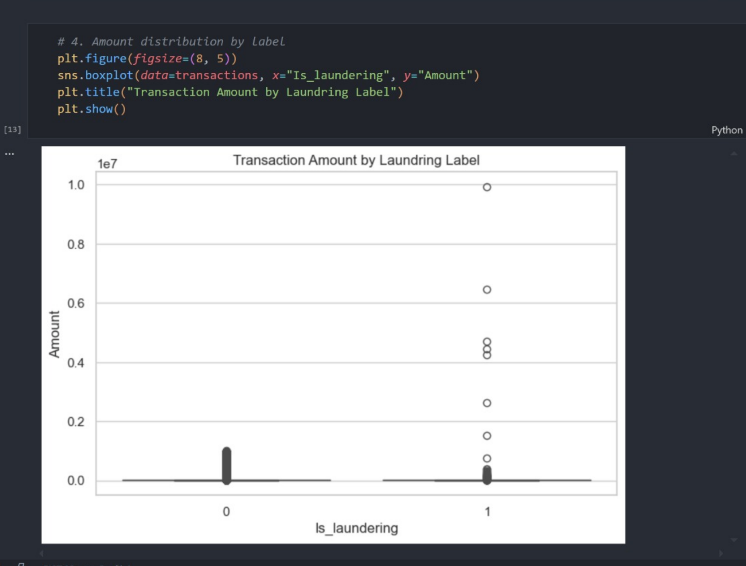 # 4. Amount distribution by label
plt.figure(figsize=(8, 5))
sns.boxplot(data=transactions, x="Is_laundering", y="Amount")
plt.title("Transaction Amount by Laundring Label")
plt.show()
[13]
Python
...
1e7
Transaction Amount by Laundring Label
1.0
0.8
0.6
0.4
0.2
0.0
Amount
0
1
Is_laundering